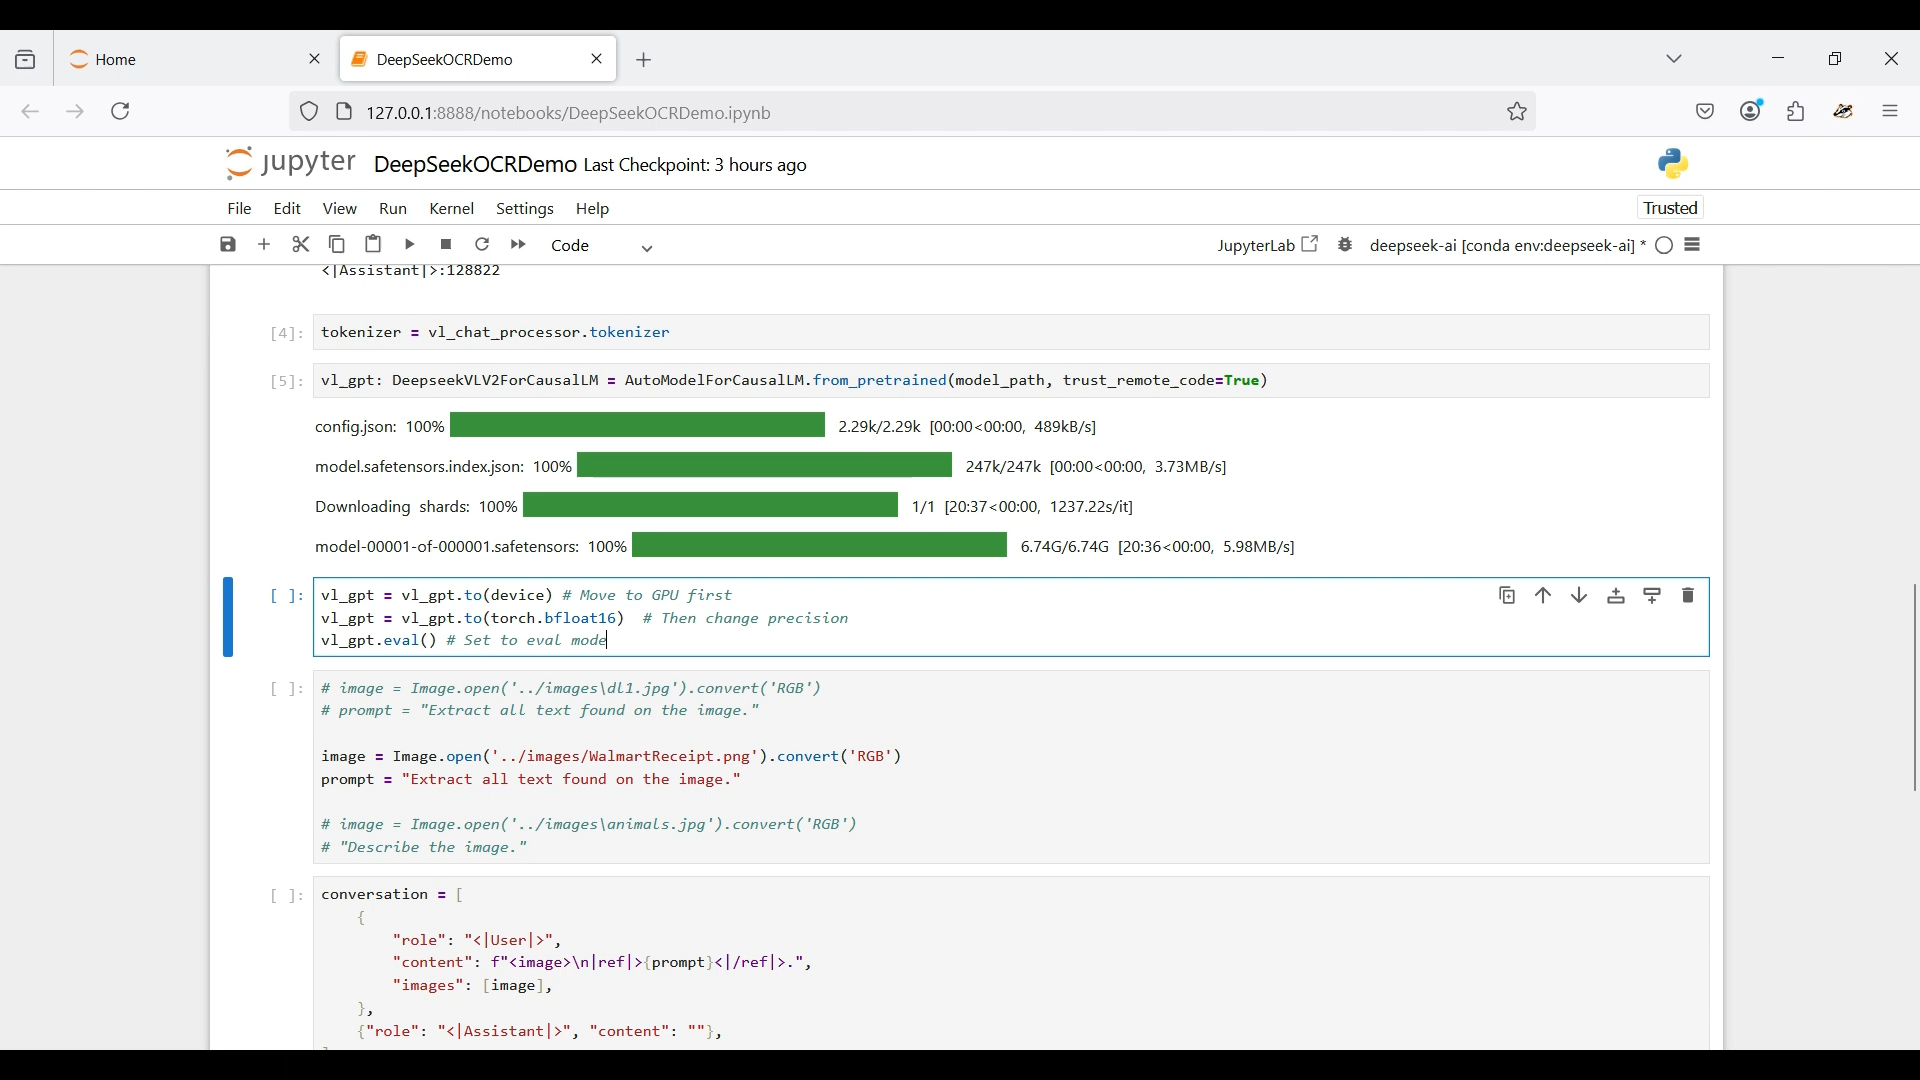 Home
DeepSeekOCRDemo
127.0.0.1:8888/notebooks/DeepSeekOCRDemo.ipynb
jupyter DeepSeekOCRDemo Last Checkpoint: 3 hours ago
File Edit View Run Kernel Settings Help Trusted
Code JupyterLab deepseek-ai [conda env:deepseek-ai] *
<|Assistant|>:128822
[4]: tokenizer = vl_chat_processor.tokenizer
[5]: vl_gpt: DeepseekVLV2ForCausalLM = AutoModelForCausalLM.from_pretrained(model_path, trust_remote_code=True)
config.json: 100% 2.29k/2.29k [00:00<00:00, 489kB/s]
model.safetensors.index.json: 100% 247k/247k [00:00<00:00, 3.73MB/s]
Downloading shards: 100% 1/1 [20:37<00:00, 1237.22s/it]
model-00001-of-000001.safetensors: 100% 6.74G/6.74G [20:36<00:00, 5.98MB/s]
[ ]: vl_gpt = vl_gpt.to(device) # Move to GPU first
vl_gpt = vl_gpt.to(torch.bfloat16)  # Then change precision
vl_gpt.eval() # Set to eval mode
[ ]: # image = Image.open('../images\dl1.jpg').convert('RGB')
# prompt = "Extract all text found on the image."
image = Image.open('../images/WalmartReceipt.png').convert('RGB')
prompt = "Extract all text found on the image."
# image = Image.open('../images\animals.jpg').convert('RGB')
# "Describe the image."
[ ]: conversation = [
{
"role": "<|User|>",
"content": f"<image>\n|ref|>{prompt}<|/ref|>.",
"images": [image],
},
{"role": "<|Assistant|>", "content": ""},